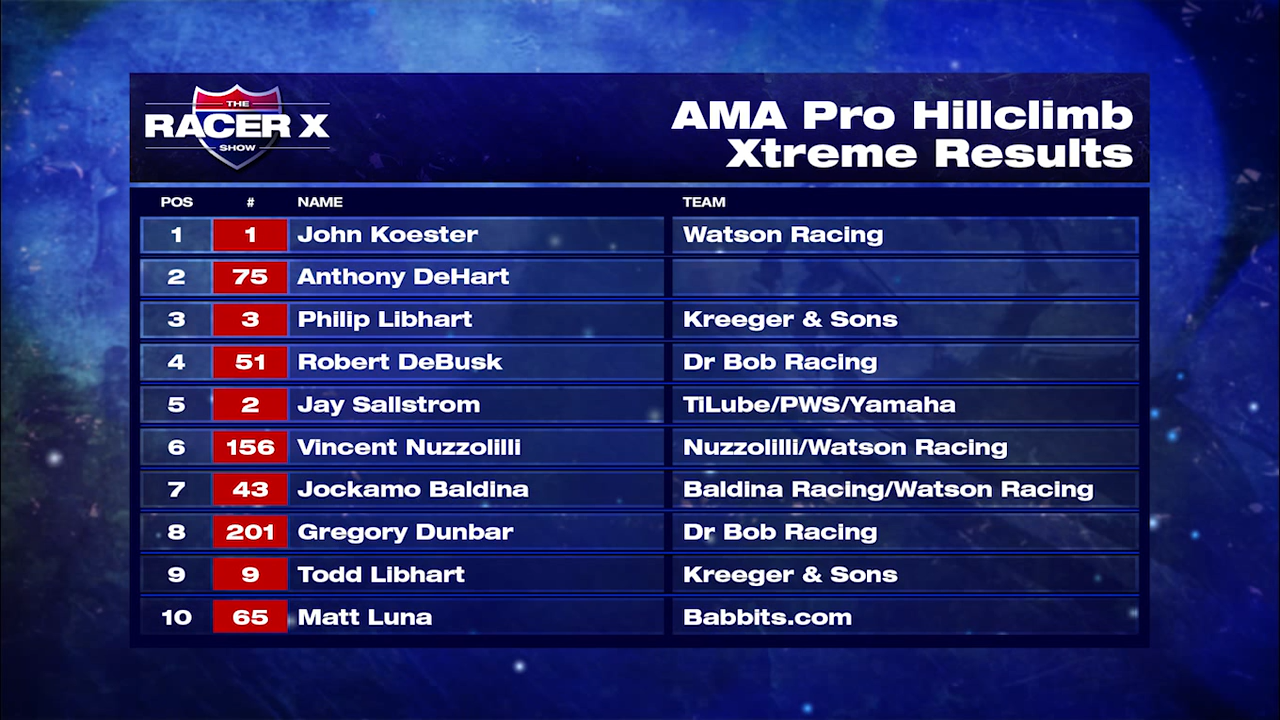 THE
RACER X
SHOW
AMA Pro Hillclimb
Xtreme Results
POS # NAME TEAM
1 1 John Koester Watson Racing
2 75 Anthony DeHart
3 3 Philip Libhart Kreeger & Sons
4 51 Robert DeBusk Dr Bob Racing
5 2 Jay Sallstrom TiLube/PWS/Yamaha
6 156 Vincent Nuzzolilli Nuzzolilli/Watson Racing
7 43 Jockamo Baldina Baldina Racing/Watson Racing
8 201 Gregory Dunbar Dr Bob Racing
9 9 Todd Libhart Kreeger & Sons
10 65 Matt Luna Babbits.com